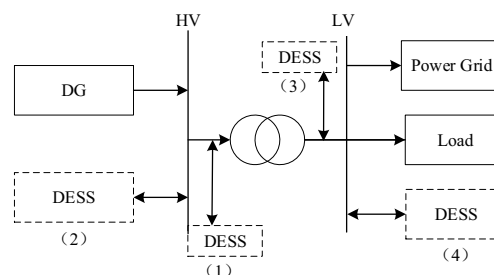 HV
LV
DG
DESS
（3）
Power Grid
Load
DESS
（2）
DESS
（1）
DESS
（4）